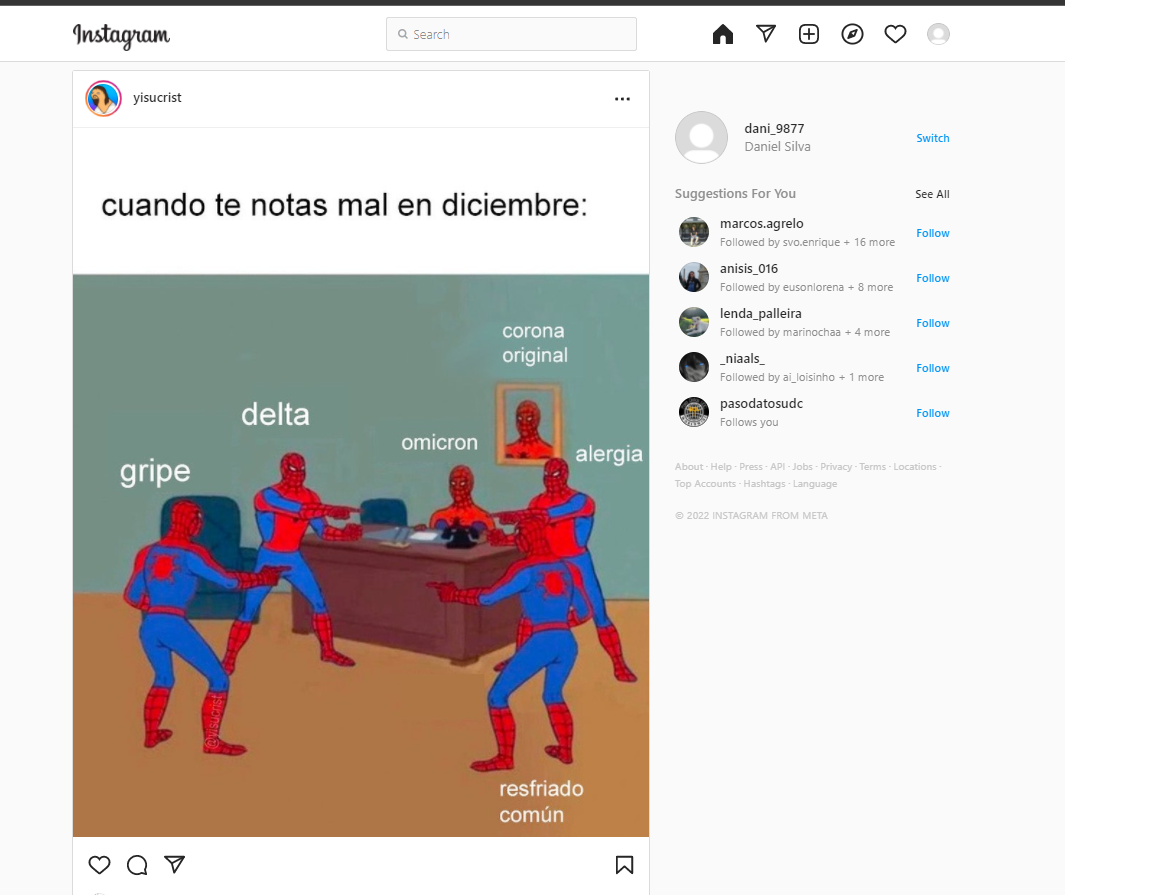 Instagram
Search
yisucrist
cuando te notas mal en diciembre:
corona
original
delta
omicron
alergia
gripe
@yisucrist
resfriado
común
dani_9877
Daniel Silva
Switch
Suggestions For You
See All
marcos.agrelo
Followed by svo.enrique + 16 more
Follow
anisis_016
Followed by eusonlorena + 8 more
Follow
lenda_palleira
Followed by marinochaa + 4 more
Follow
_niaals_
Followed by ai_loisinho + 1 more
Follow
pasodatosudc
Follows you
Follow
About · Help · Press · API · Jobs · Privacy · Terms · Locations ·
Top Accounts · Hashtags · Language
© 2022 INSTAGRAM FROM META